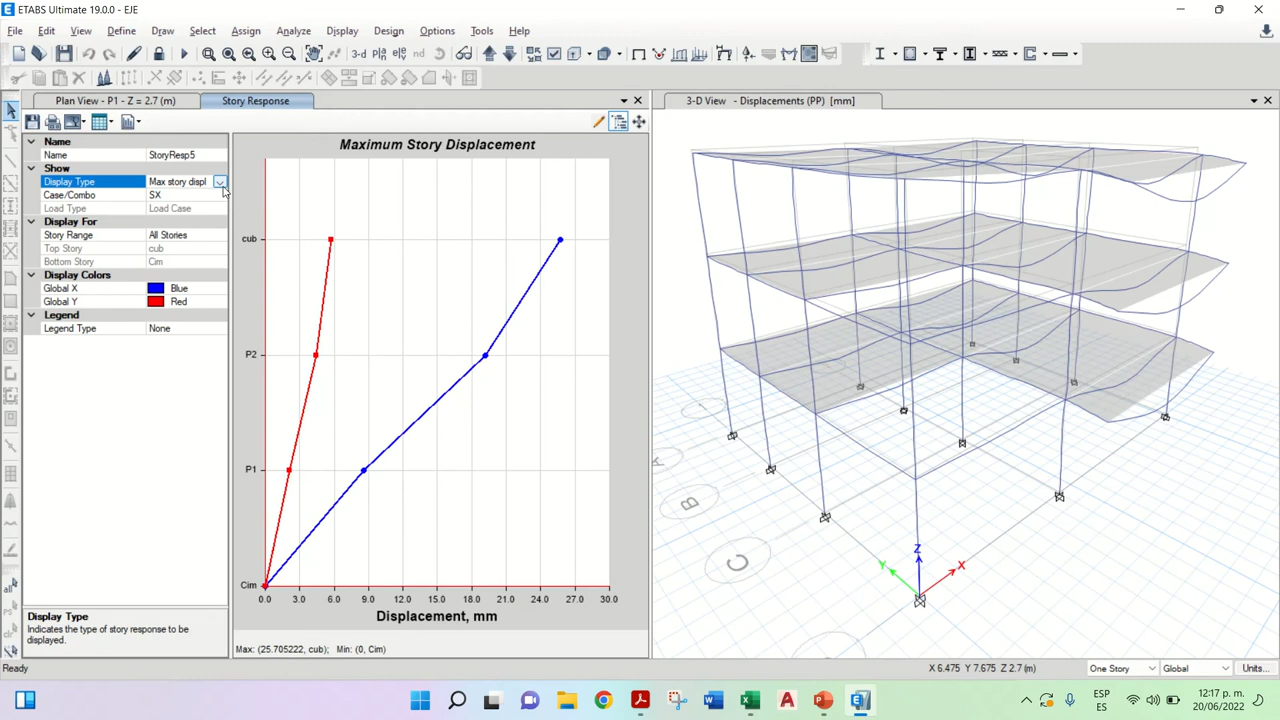 ETABS Ultimate 19.0.0 - EJE
File Edit View Define Draw Select Assign Analyze Display Design Options Tools Help
3-d
nd
Plan View - P1 - Z = 2.7 (m)
Story Response
3-D View - Displacements (PP) [mm]
Name
Name StoryResp5
Show
Display Type Max story displ
Case/Combo SX
Load Type Load Case
Display For
Story Range All Stories
Top Story cub
Bottom Story Cim
Display Colors
Global X Blue
Global Y Red
Legend
Legend Type None
Maximum Story Displacement
cub
P2
P1
Cim
0.0 3.0 6.0 9.0 12.0 15.0 18.0 21.0 24.0 27.0 30.0
Displacement, mm
Max: (25.705222, cub); Min: (0, Cim)
Display Type
Indicates the type of story response to be
displayed.
A
B
C
Z
Y
X
Ready
X 6.475 Y 7.675 Z 2.7 (m)
One Story
Global
Units...
ESP
ES
12:17 p. m.
20/06/2022